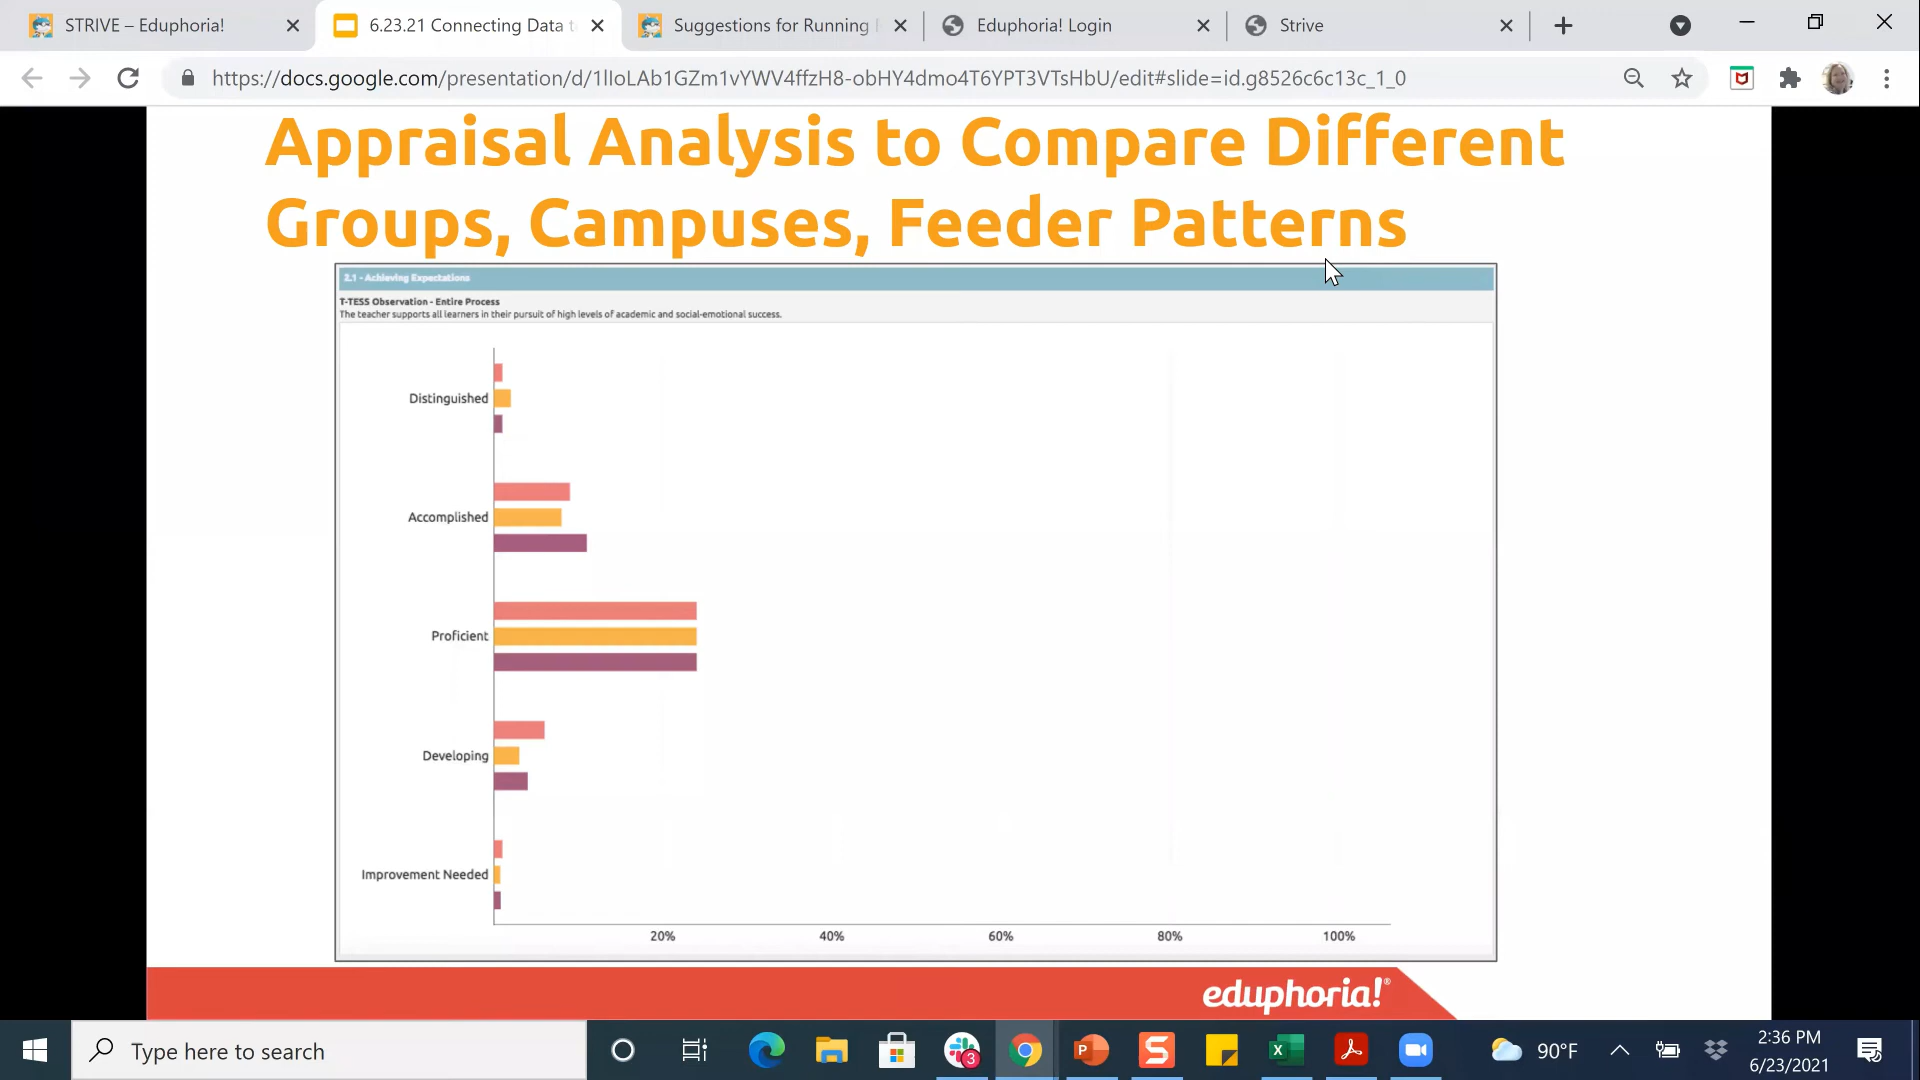 STRIVE – Eduphoria!
6.23.21 Connecting Data t
Suggestions for Running
Eduphoria! Login
Strive
https://docs.google.com/presentation/d/1lIoLAb1GZm1vYWV4ffzH8-obHY4dmo4T6YPT3VTsHbU/edit#slide=id.g8526c6c13c_1_0
Appraisal Analysis to Compare Different
Groups, Campuses, Feeder Patterns
2.1 - Achieving Expectations
T-TESS Observation - Entire Process
The teacher supports all learners in their pursuit of high levels of academic and social-emotional success.
Distinguished
Accomplished
Proficient
Developing
Improvement Needed
20% 40% 60% 80% 100%
eduphoria!®
Type here to search
3
90°F
2:36 PM
6/23/2021